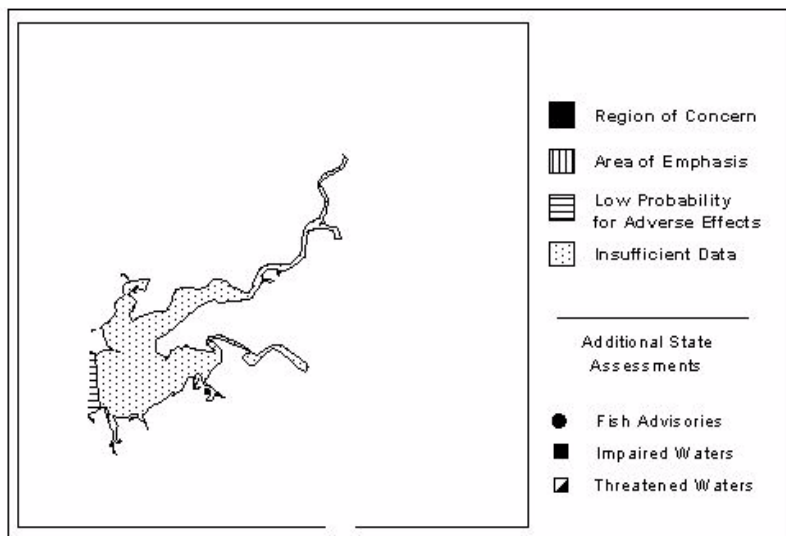 Region of Concern
Area of Emphasis
Low Probability
for Adverse Effects
Insufficient Data
Additional State
Assessments
Fish Advisories
Impaired Waters
Threatened Waters